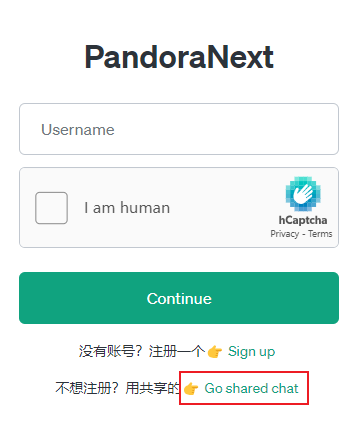 PandoraNext
Username
I am human
hCaptcha
Privacy - Terms
Continue
没有账号？注册一个👉 Sign up
不想注册？用共享的👉 Go shared chat